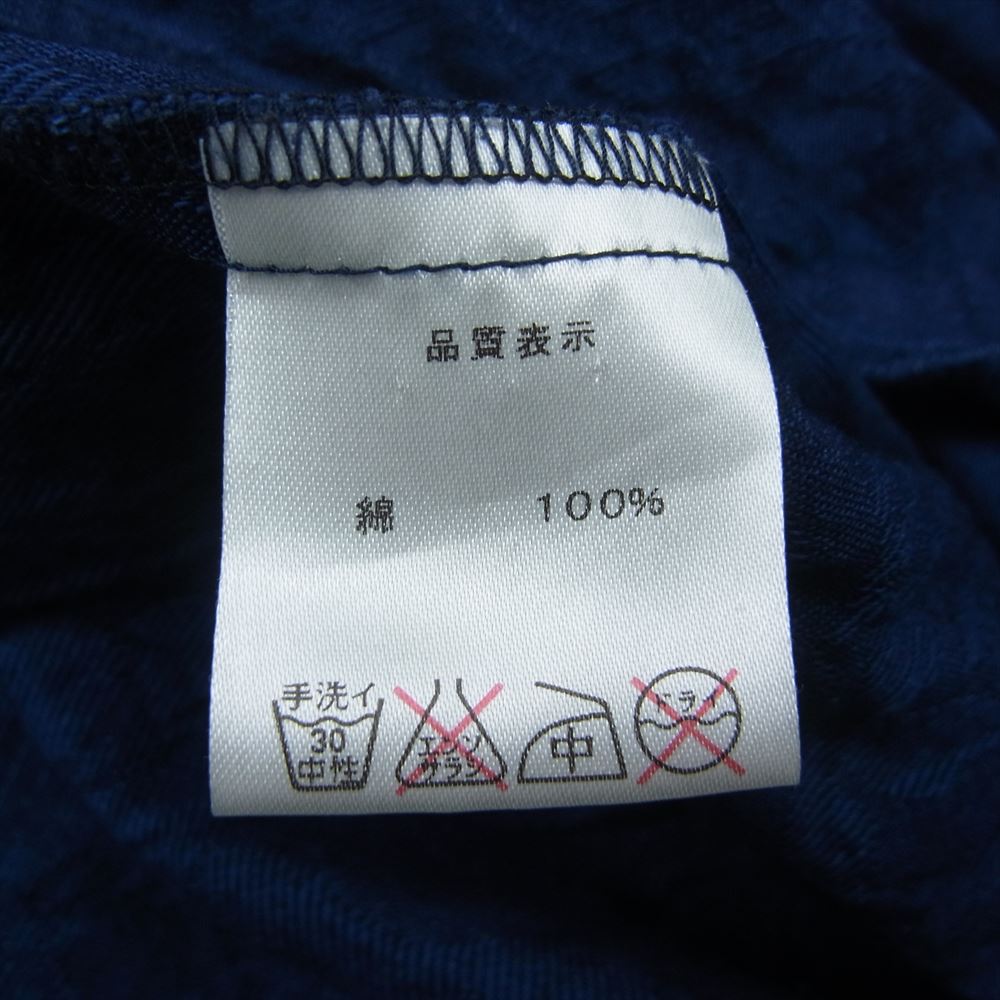 品質表示
綿 100%
手洗イ
30
中性
エンソ
サラシ
中
ドライ